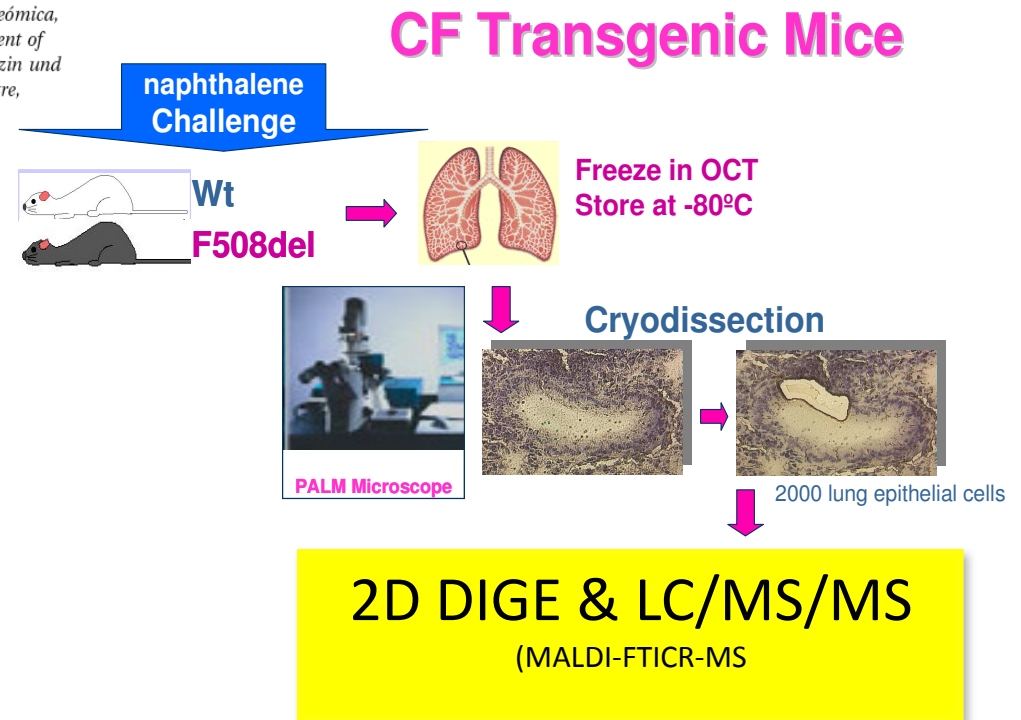 eómica,
ent of
zin und
re,
CF Transgenic Mice
naphthalene
Challenge
Wt
F508del
Freeze in OCT
Store at -80ºC
Cryodissection
PALM Microscope
2000 lung epithelial cells
2D DIGE & LC/MS/MS
(MALDI-FTICR-MS